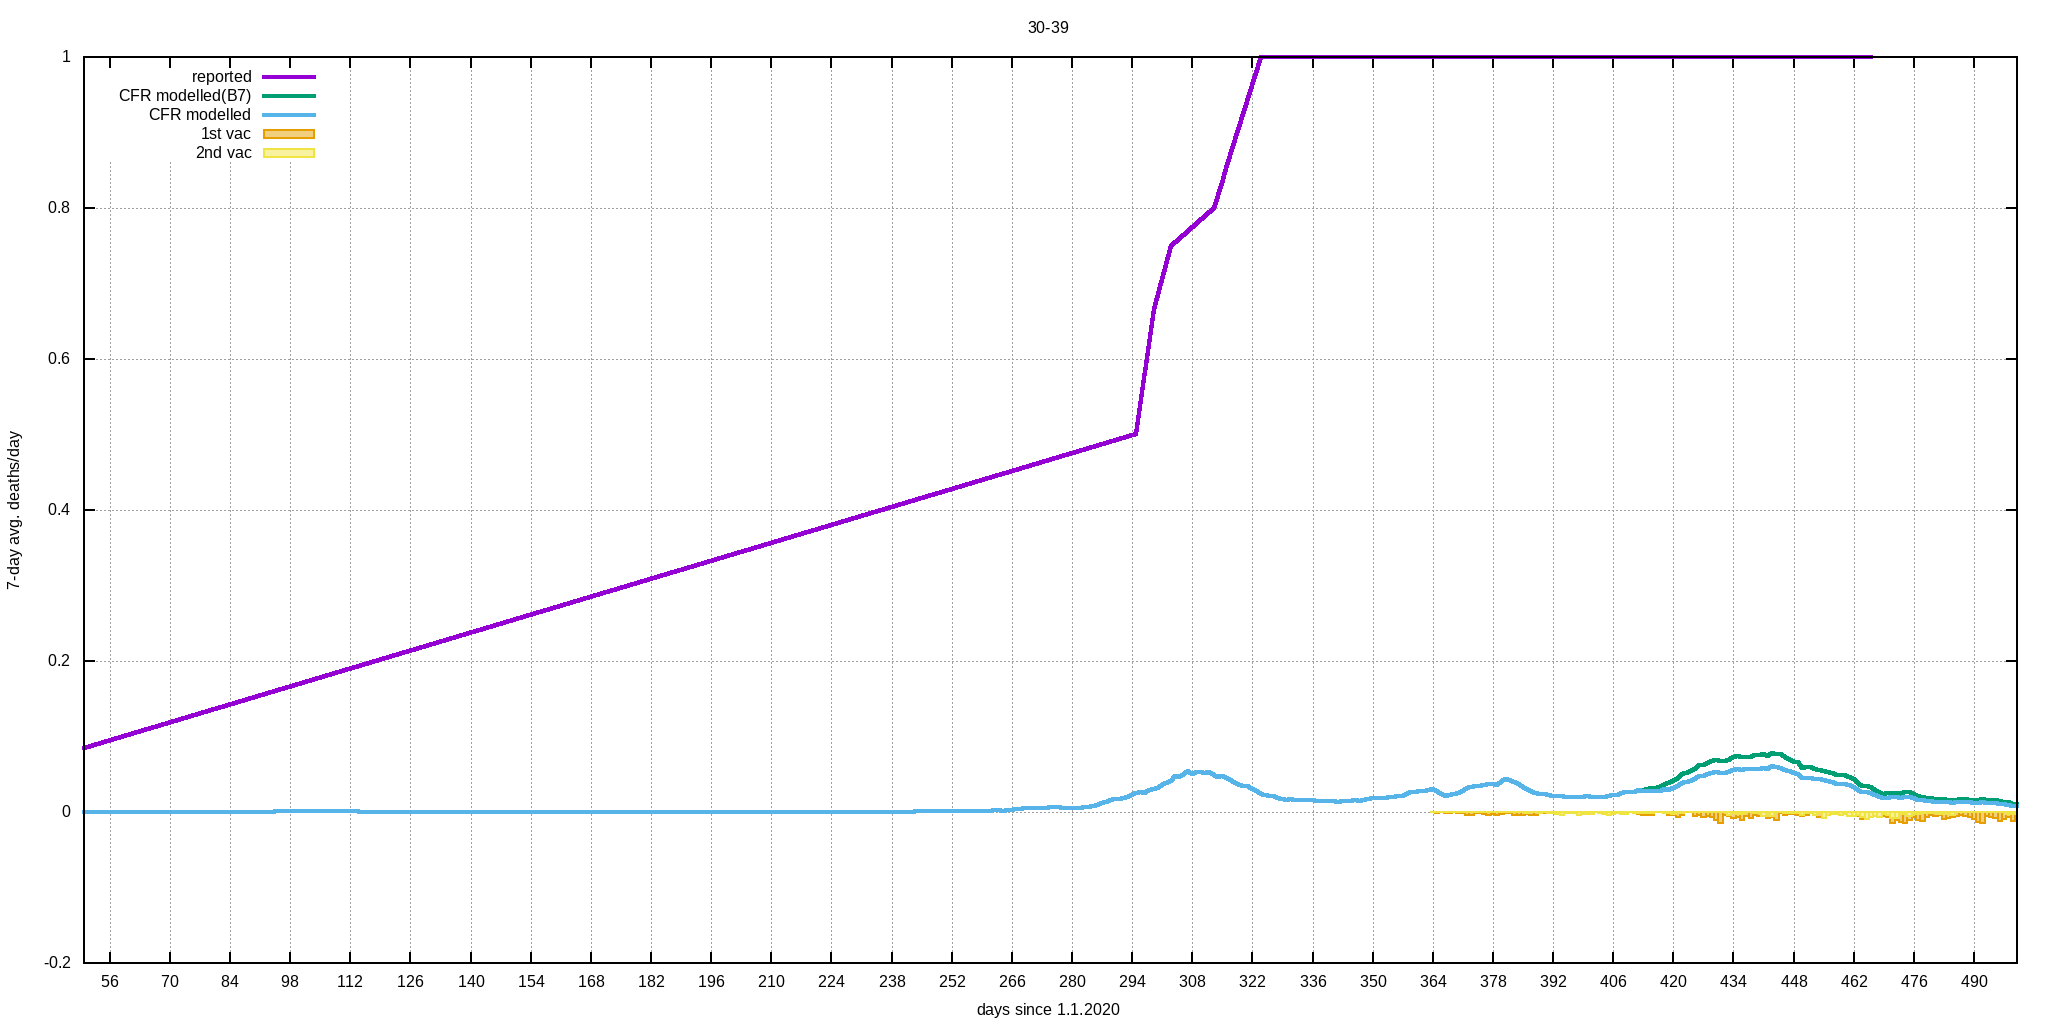 30-39
reported
CFR modelled(B7)
CFR modelled
1st vac
2nd vac
1
0.8
0.6
0.4
0.2
0
-0.2
7-day avg. deaths/day
56 70 84 98 112 126 140 154 168 182 196 210 224 238 252 266 280 294 308 322 336 350 364 378 392 406 420 434 448 462 476 490
days since 1.1.2020